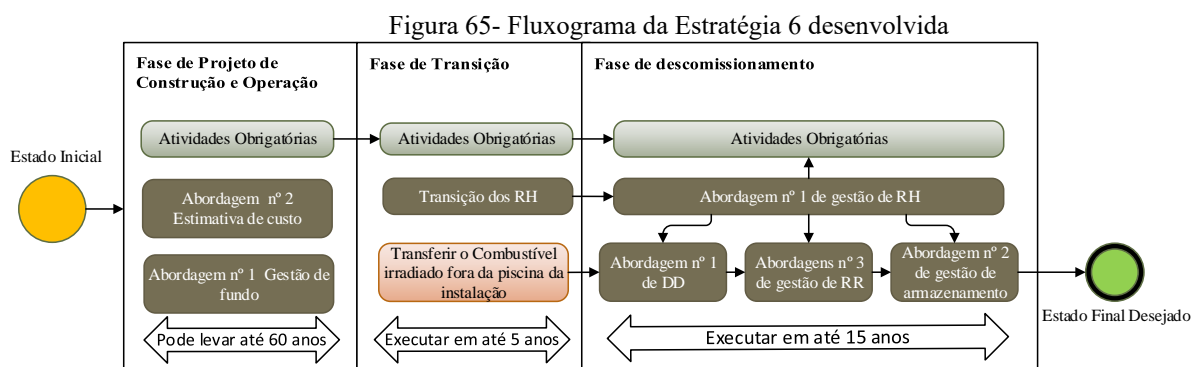 Figura 65- Fluxograma da Estratégia 6 desenvolvida
Fase de Projeto de
Construção e Operação
Fase de Transição
Fase de descomissionamento
Estado Inicial
Atividades Obrigatórias
Atividades Obrigatórias
Atividades Obrigatórias
Abordagem nº 2
Estimativa de custo
Transição dos RH
Abordagem nº 1 de gestão de RH
Abordagem nº 1 Gestão de
fundo
Transferir o Combustível
irradiado fora da piscina da
instalação
Abordagem nº 1
de DD
Abordagens nº 3
de gestão de RR
Abordagem nº 2
de gestão de
armazenamento
Estado Final Desejado
Pode levar até 60 anos
Executar em até 5 anos
Executar em até 15 anos